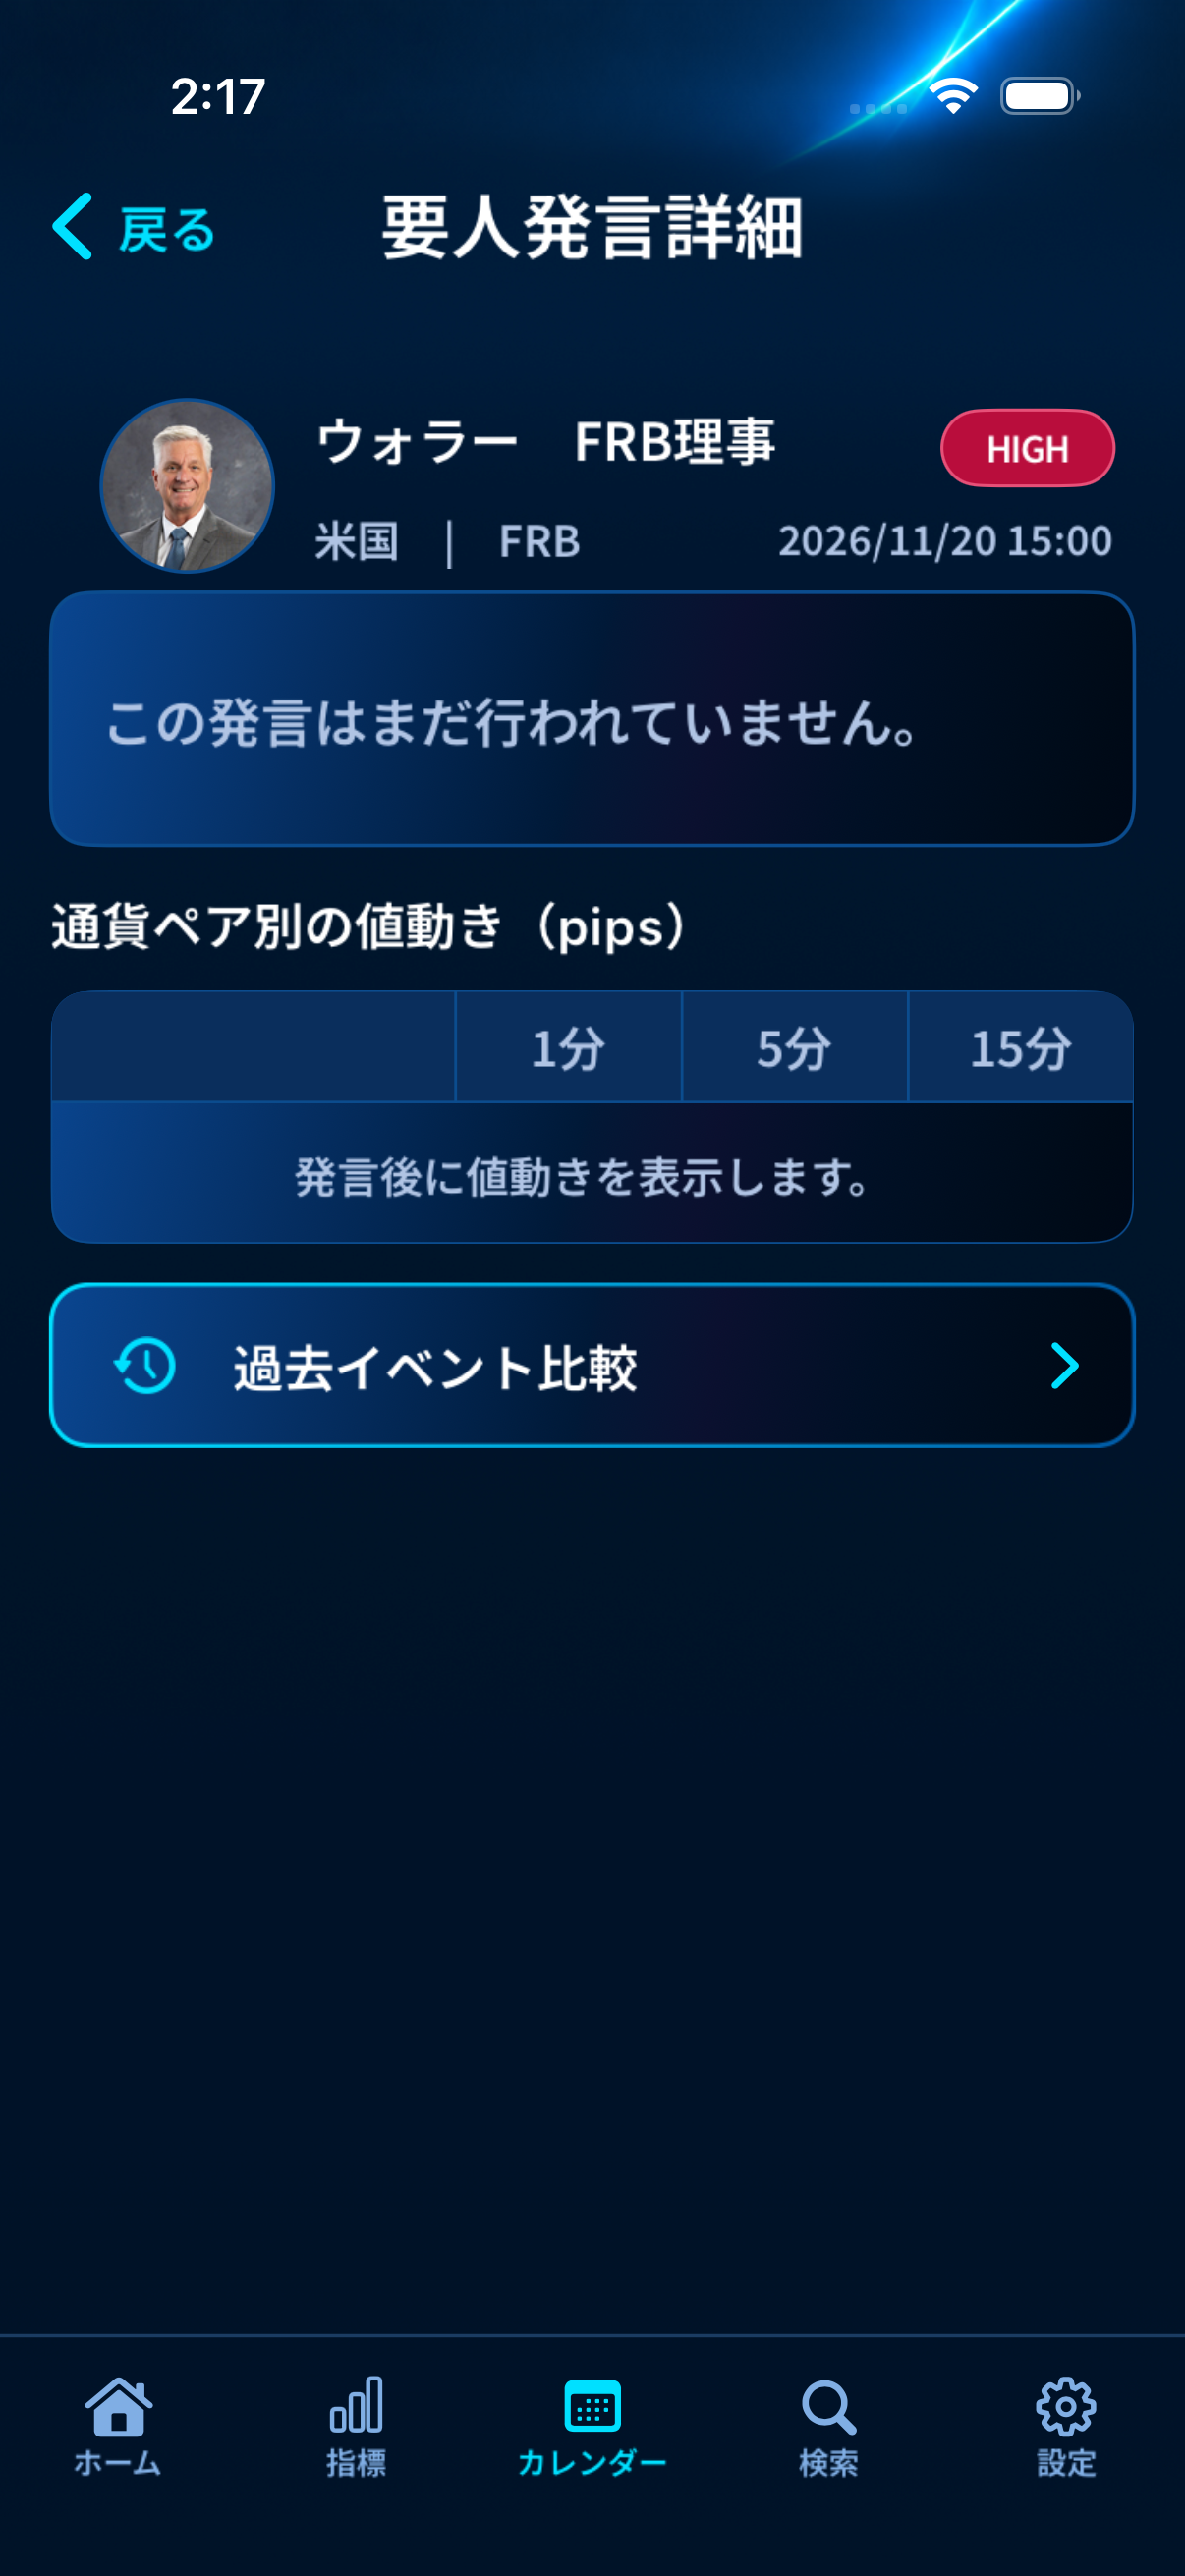 2:17
戻る
要人発言詳細
ウォラー　FRB理事
HIGH
米国　|　FRB
2026/11/20 15:00
この発言はまだ行われていません。
通貨ペア別の値動き（pips）
1分 5分 15分
発言後に値動きを表示します。
過去イベント比較
ホーム 指標 カレンダー 検索 設定